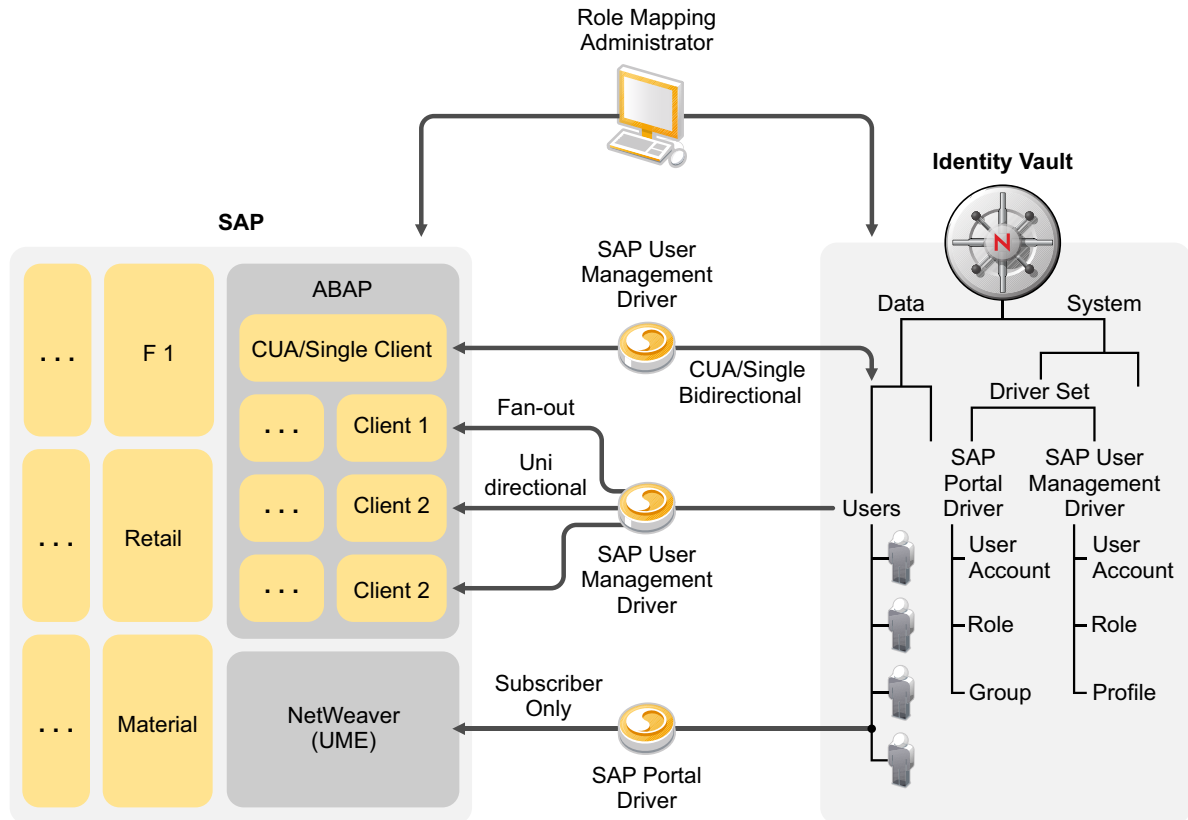 Role Mapping
Administrator
Identity Vault
SAP
SAP User
Management
Driver
N
Data
System
ABAP
. . .
F 1
CUA/Single Client
CUA/Single
Bidirectional
Driver Set
Fan-out
. . .
Client 1
Uni
directional
SAP
Portal
Driver
SAP User
Management
Driver
. . .
Client 2
Users
. . .
Retail
SAP User
Management
Driver
User
Account
User
Account
. . .
Client 2
Role
Role
Subscriber
Only
Group
Profile
. . .
Material
NetWeaver
(UME)
SAP Portal
Driver